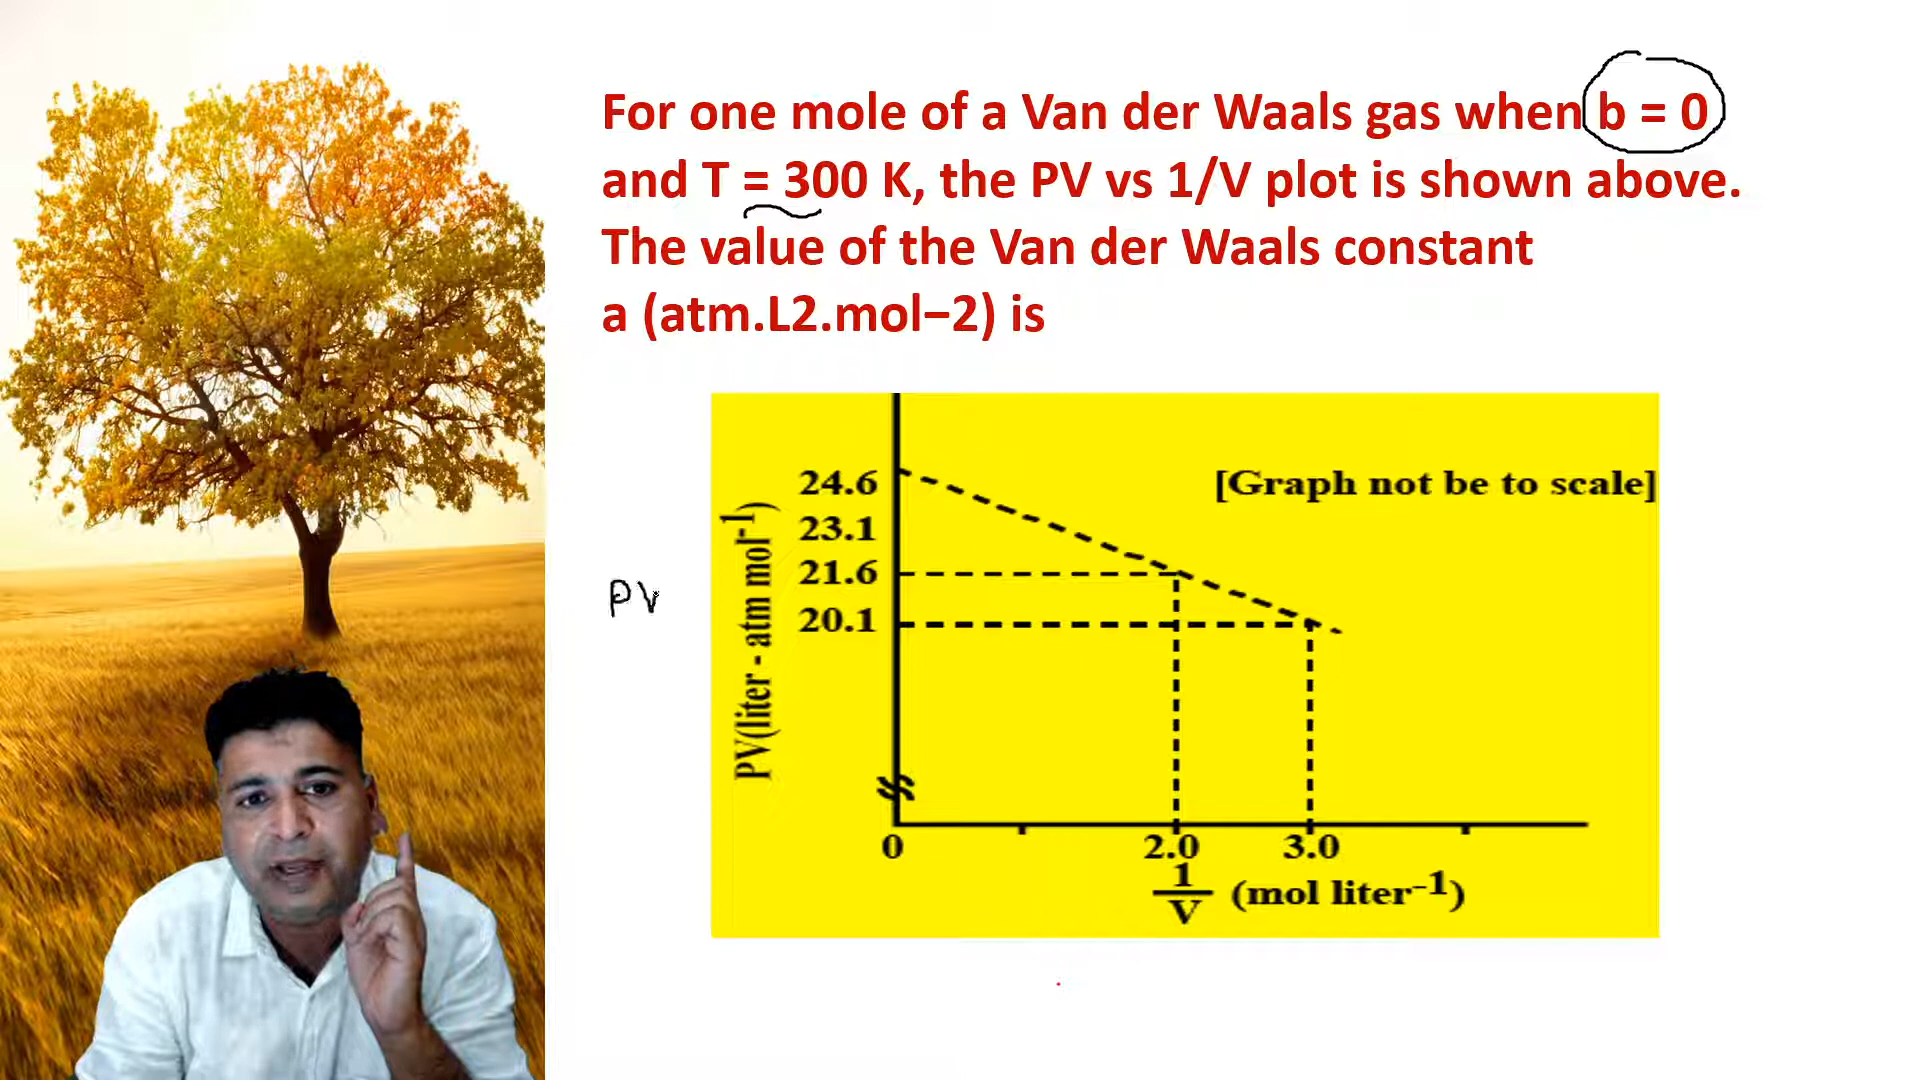 For one mole of a Van der Waals gas when b = 0
and T = 300 K, the PV vs 1/V plot is shown above.
The value of the Van der Waals constant
a (atm.L2.mol−2) is
[Graph not be to scale]
24.6
23.1
21.6
20.1
PV(liter - atm mol⁻¹)
PV
0 2.0 3.0
1/V (mol liter⁻¹)